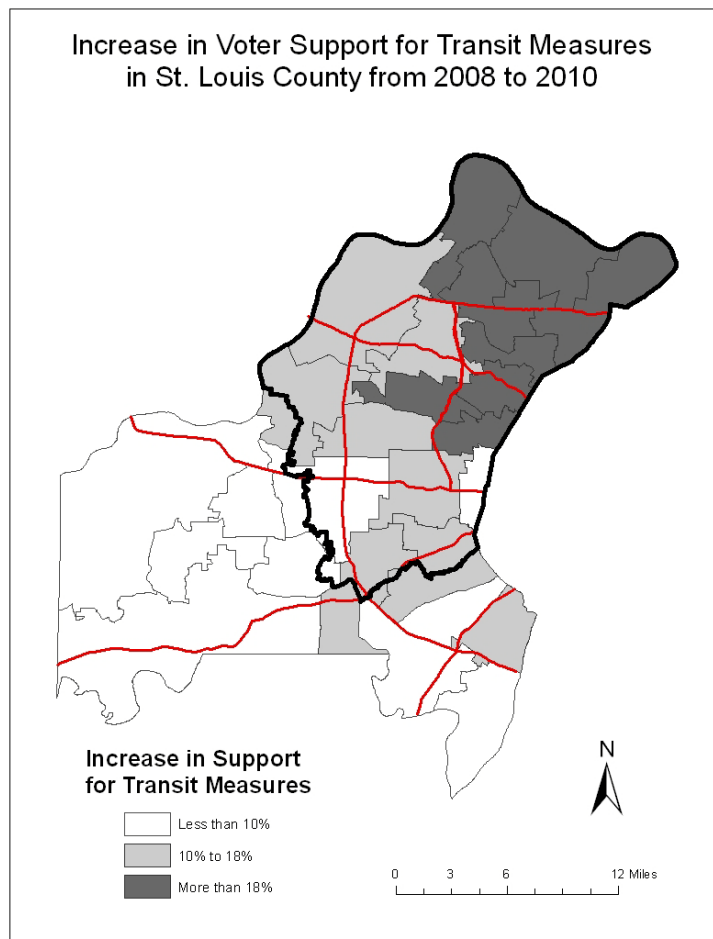 Increase in Voter Support for Transit Measures
in St. Louis County from 2008 to 2010
Increase in Support
for Transit Measures
Less than 10%
10% to 18%
More than 18%
N
0 3 6 12 Miles